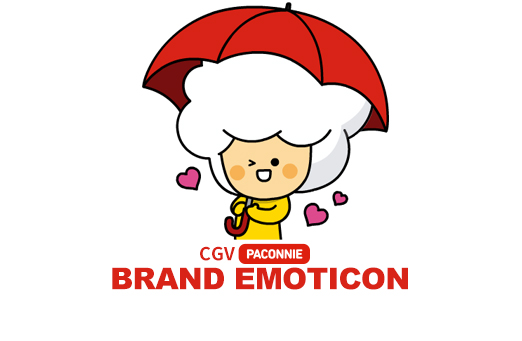 CGV PACONNIE
BRAND EMOTICON